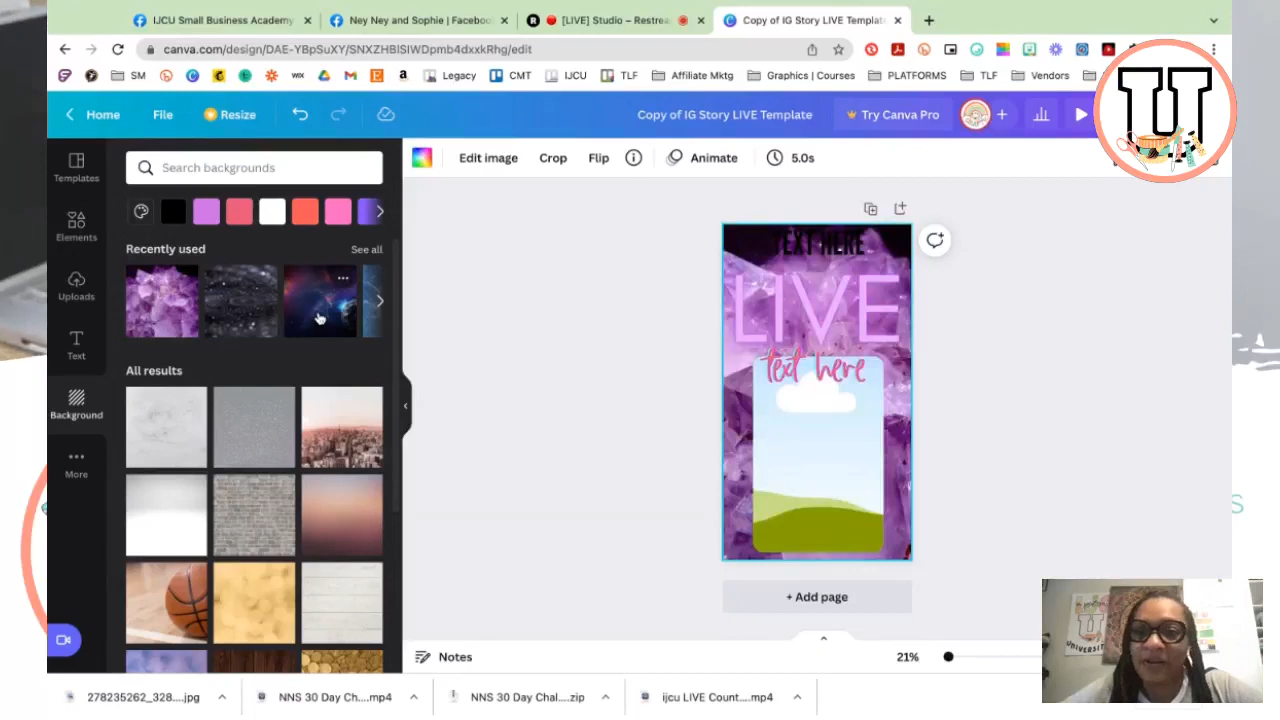 IJCU Small Business Academy
Ney Ney and Sophie | Faceboo
[LIVE] Studio – Restrea
Copy of IG Story LIVE Template
canva.com/design/DAE-YBpSuXY/SNXZHBISIWDpmb4dxxkRhg/edit
SM
WIX
Legacy
CMT
IJCU
TLF
Affiliate Mktg
Graphics | Courses
PLATFORMS
TLF
Vendors
Home
File
Resize
Copy of IG Story LIVE Template
Try Canva Pro
U
Templates
Elements
Uploads
Text
Background
More
Search backgrounds
Recently used
See all
All results
Edit image
Crop
Flip
Animate
5.0s
TEXT HERE
LIVE
text here
+ Add page
Notes
21%
278235262_328....jpg
NNS 30 Day Ch....mp4
NNS 30 Day Chal....zip
ijcu LIVE Count....mp4
S